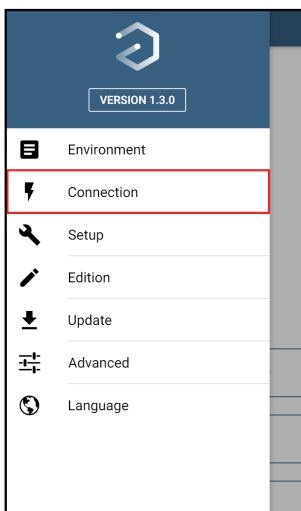 VERSION 1.3.0
Environment
Connection
Setup
Edition
Update
Advanced
Language